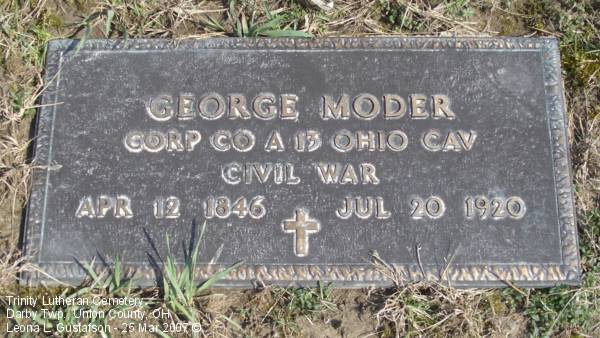 GEORGE MODER
CORP CO A 13 OHIO CAV
CIVIL WAR
APR 12 1846 JUL 20 1920
Trinity Lutheran Cemetery
Darby Twp., Union County, OH
Leona L. Gustafson - 25 Mar 2007 ©